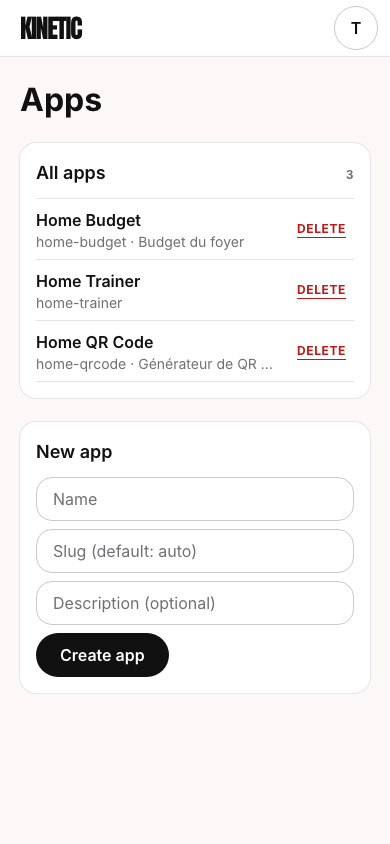 KINETIC
T
Apps
All apps
3
Home Budget
home-budget · Budget du foyer
DELETE
Home Trainer
home-trainer
DELETE
Home QR Code
home-qrcode · Générateur de QR ...
DELETE
New app
Name
Slug (default: auto)
Description (optional)
Create app